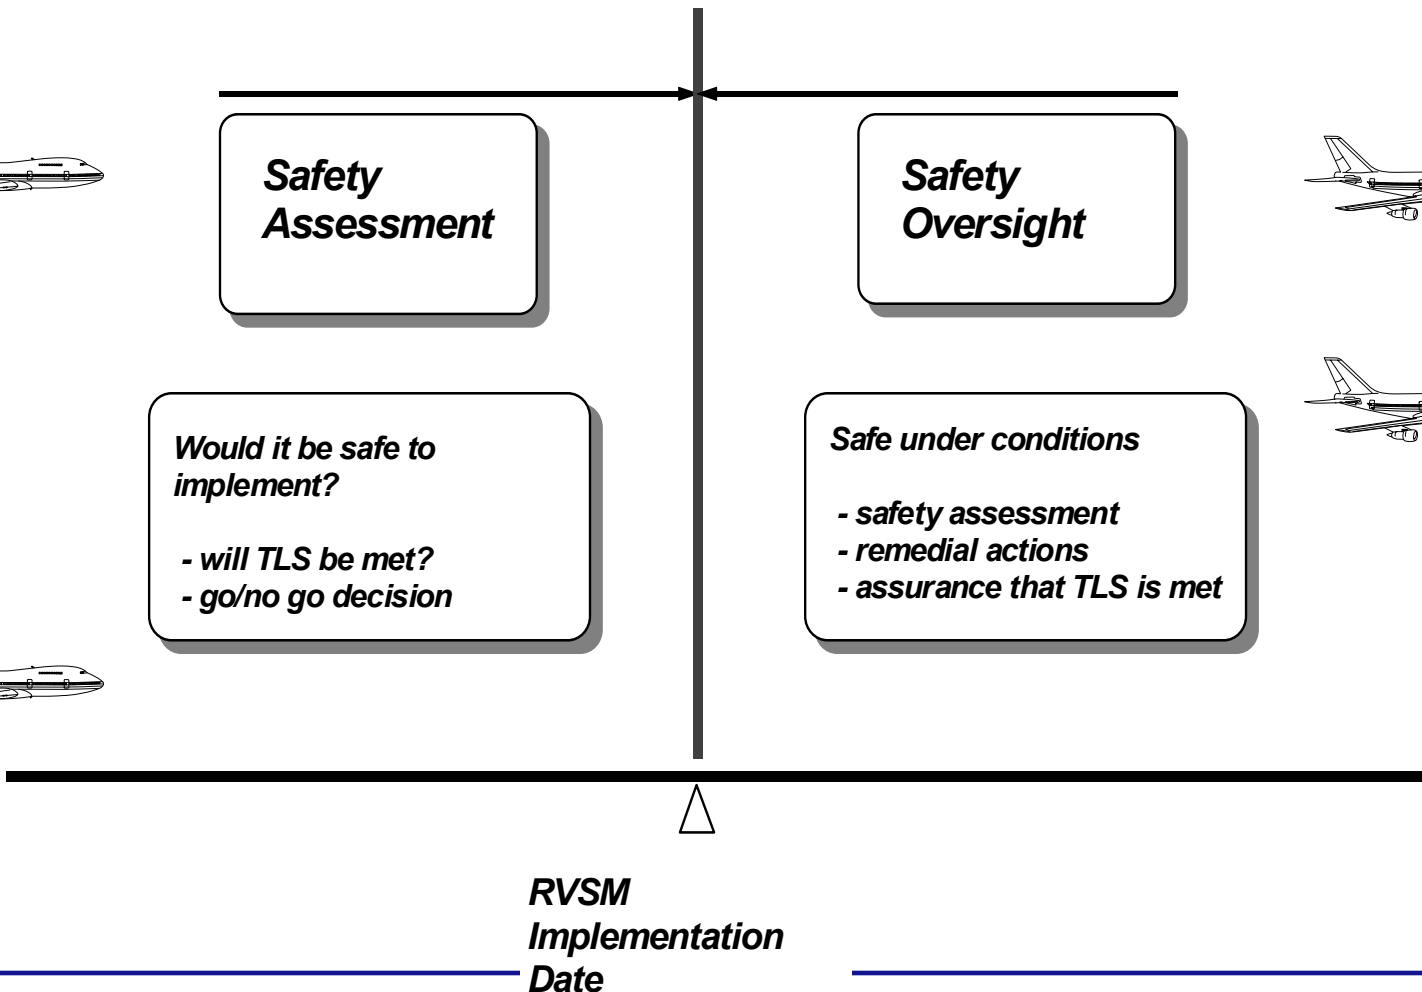 Safety
Assessment
Safety
Oversight
Would it be safe to
implement?
- will TLS be met?
- go/no go decision
Safe under conditions
- safety assessment
- remedial actions
- assurance that TLS is met
RVSM
Implementation
Date